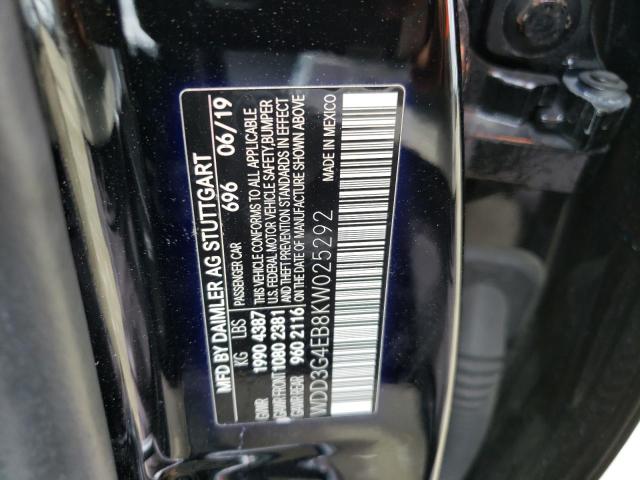 MFD BY DAIMLER AG STUTTGART
696 06/19
PASSENGER CAR
KG LBS
GVWR 1990 4387
GAWR FRONT 1080 2381
GAWR REAR 960 2116
THIS VEHICLE CONFORMS TO ALL APPLICABLE
U.S. FEDERAL MOTOR VEHICLE SAFETY, BUMPER
AND THEFT PREVENTION STANDARDS IN EFFECT
ON THE DATE OF MANUFACTURE SHOWN ABOVE
WDD3G4EB8KW025292
MADE IN MEXICO